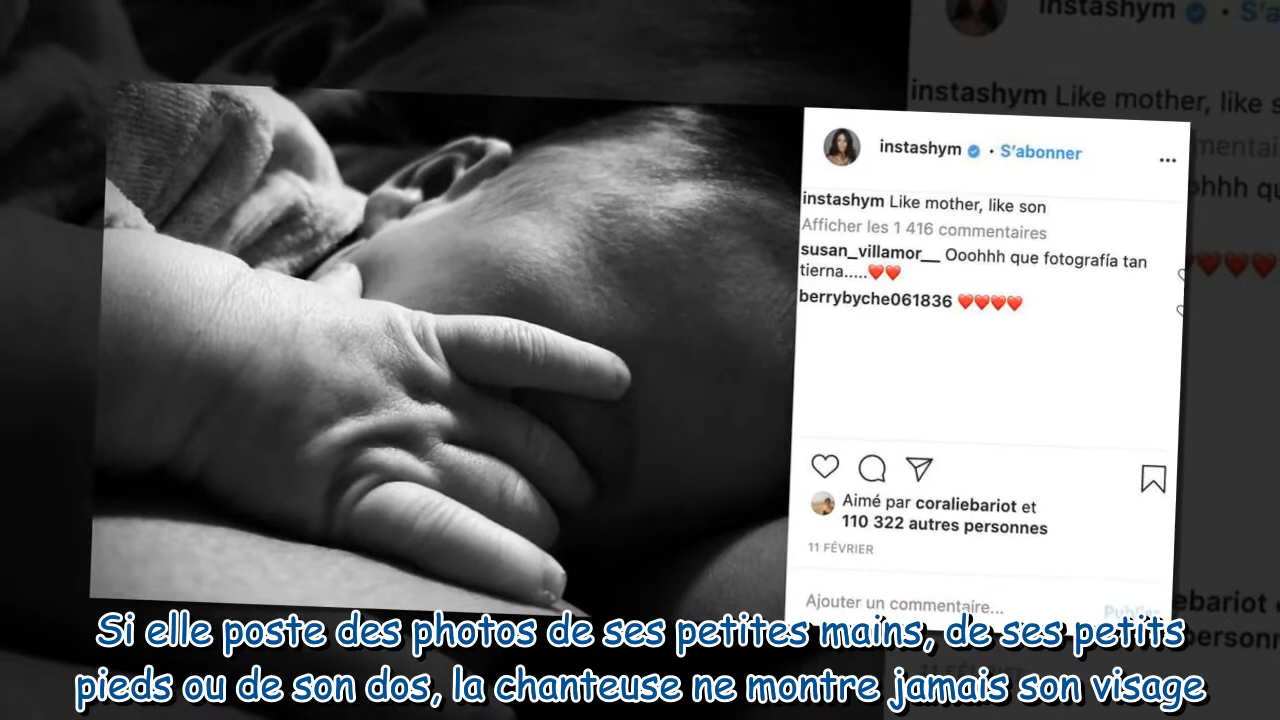 instashym • S'a
instashym Like mother, like s
instashym • S'abonner
instashym Like mother, like son
Afficher les 1 416 commentaires
susan_villamor__ Ooohhh que fotografía tan
tierna.....❤️❤️
berrybyche061836 ❤️❤️❤️❤️
Aimé par coraliebariot et
110 322 autres personnes
11 FÉVRIER
Ajouter un commentaire...
Publier
ebariot
personn
Si elle poste des photos de ses petites mains, de ses petits
pieds ou de son dos, la chanteuse ne montre jamais son visage